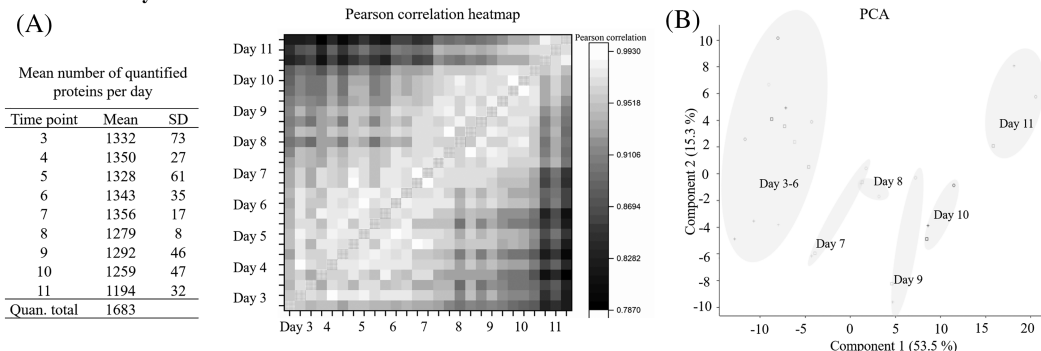 (A)
Mean number of quantified
proteins per day
Time point Mean SD
3 1332 73
4 1350 27
5 1328 61
6 1343 35
7 1356 17
8 1279 8
9 1292 46
10 1259 47
11 1194 32
Quan. total 1683
Pearson correlation heatmap
Pearson correlation
Day 11
Day 10
Day 9
Day 8
Day 7
Day 6
Day 5
Day 4
Day 3
Day 3 4 5 6 7 8 9 10 11
0.9930
0.9518
0.9106
0.8694
0.8282
0.7870
(B)
PCA
Component 2 (15.3 %)
10
8
6
4
2
0
-2
-4
-6
-8
-10
Day 11
Day 3-6
Day 8
Day 10
Day 7
Day 9
-10 -5 0 5 10 15 20
Component 1 (53.5 %)